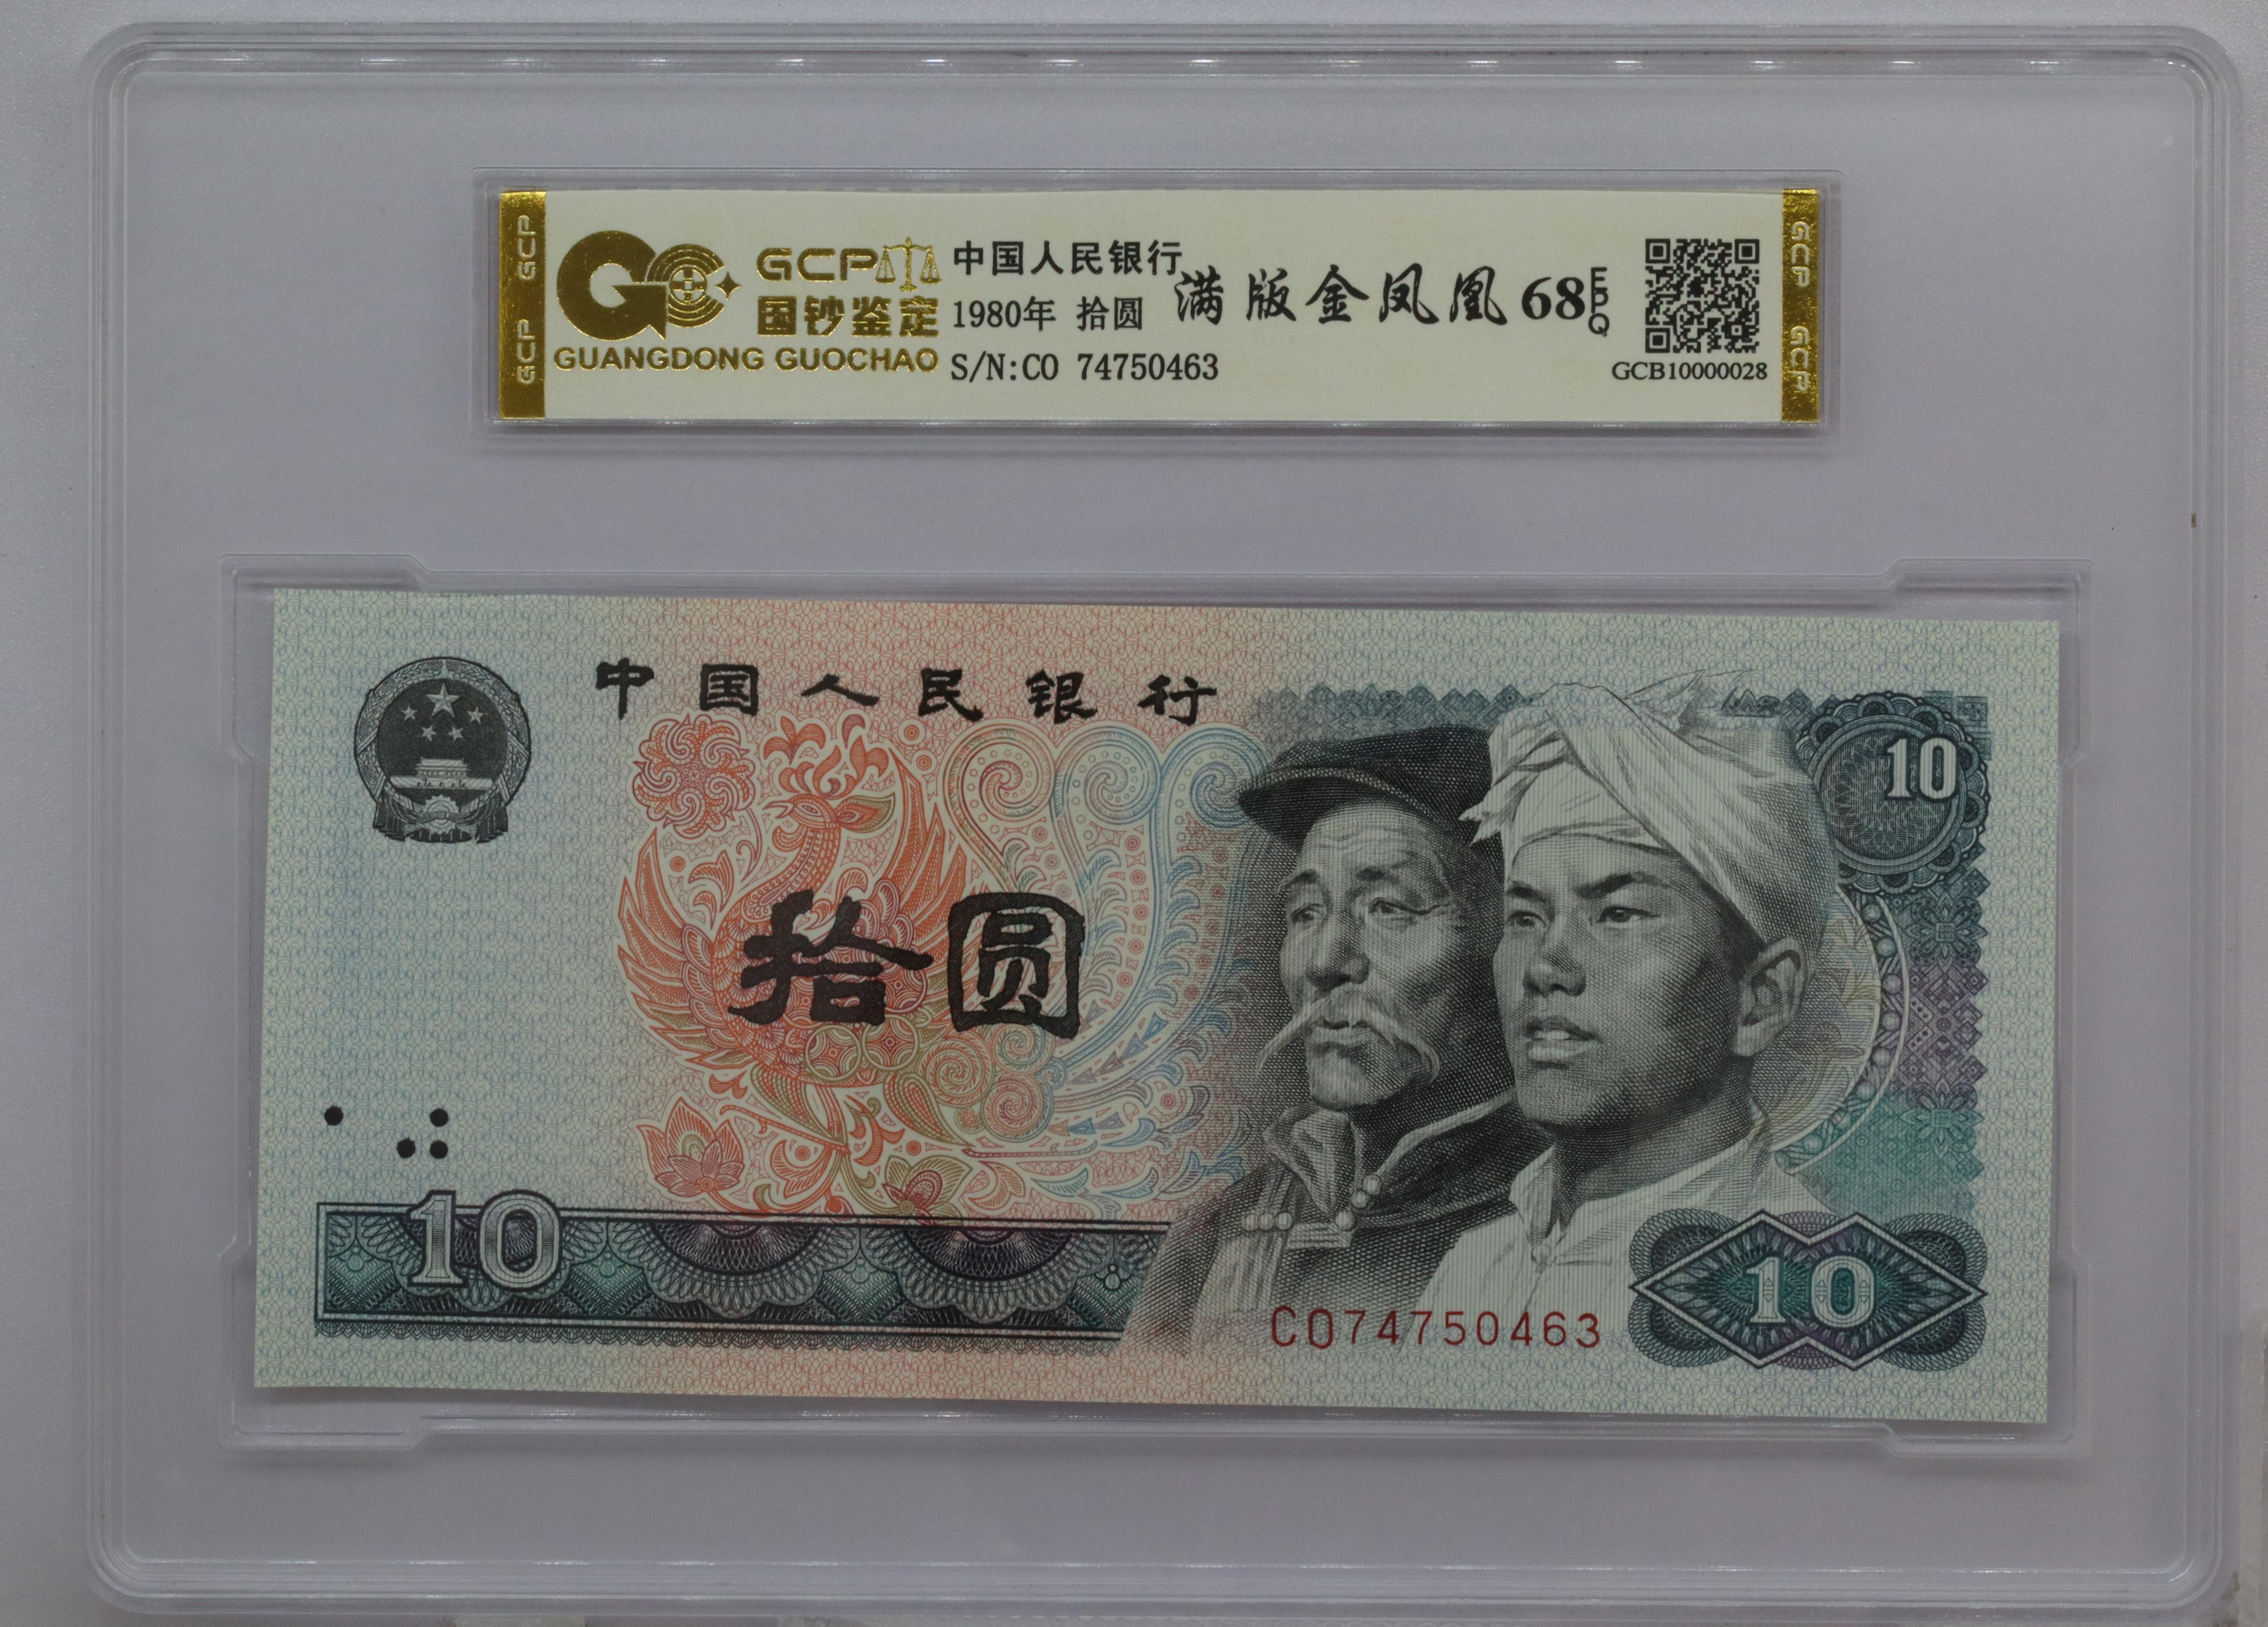 GCP GCP
GCP
国钞鉴定
GUANGDONG GUOCHAO
中国人民银行
1980年 拾圆
S/N:CO 74750463
满版金凤凰 68 EPQ
GCB10000028
GCP GCP
中国人民银行
10
拾圆
10
CO74750463
10